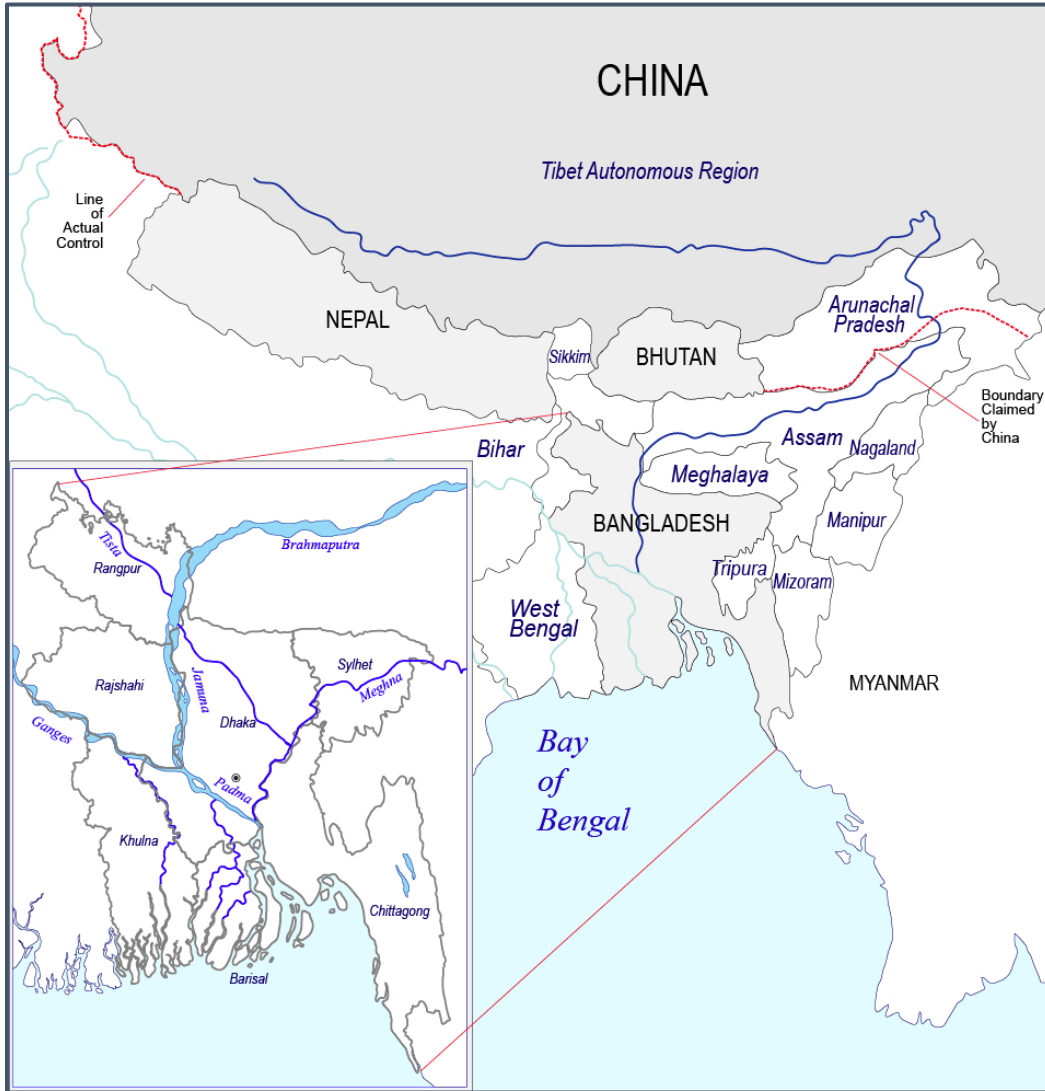 CHINA
Tibet Autonomous Region
Line
of
Actual
Control
NEPAL
Sikkim
BHUTAN
Arunachal
Pradesh
Boundary
Claimed
by
China
Bihar
Assam
Nagaland
Meghalaya
BANGLADESH
Manipur
Tripura
Mizoram
West
Bengal
MYANMAR
Bay
of
Bengal
Tista
Rangpur
Brahmaputra
Sylhet
Meghna
Rajshahi
Jamuna
Dhaka
Ganges
Padma
Khulna
Chittagong
Barisal